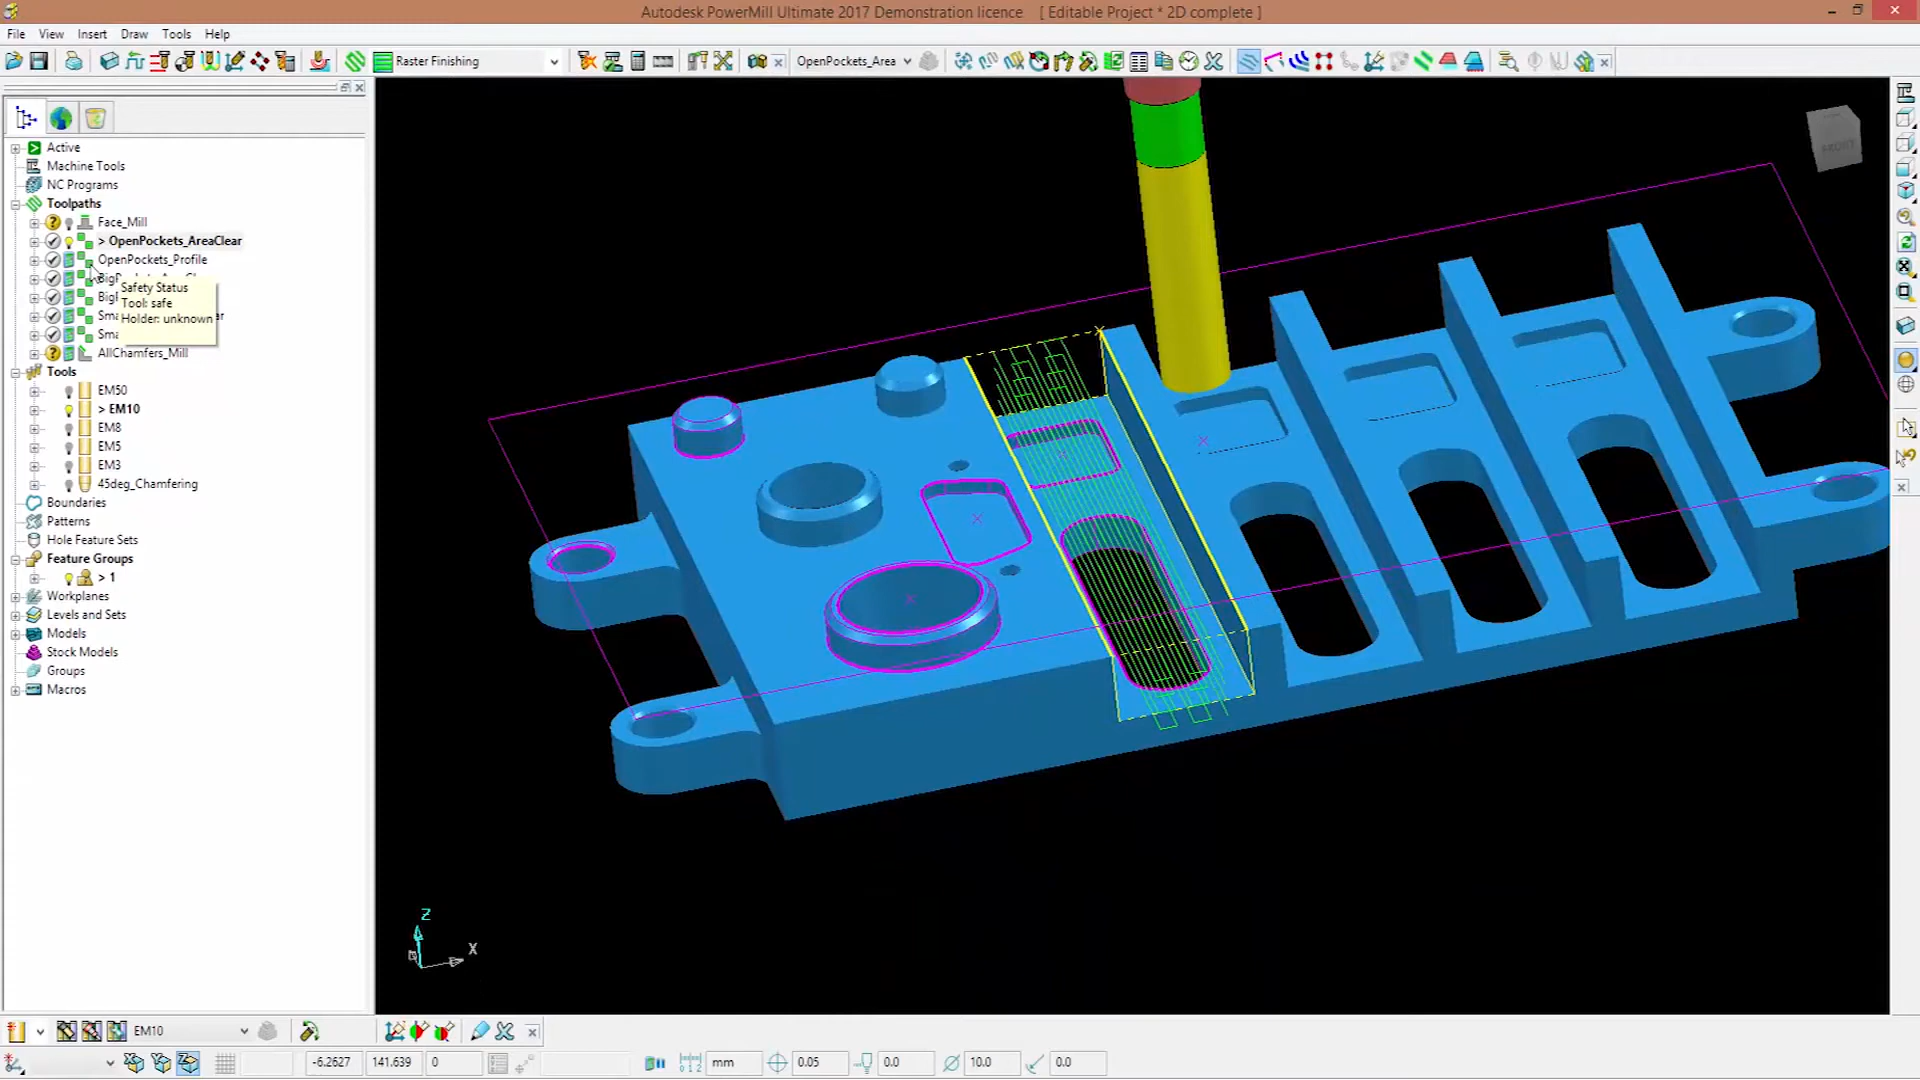 Autodesk PowerMill Ultimate 2017 Demonstration licence [ Editable Project * 2D complete ]
File View Insert Draw Tools Help
Raster Finishing
OpenPockets_Area
Active
Machine Tools
NC Programs
Toolpaths
Face_Mill
> OpenPockets_AreaClear
OpenPockets_Profile
Safety Status
Tool: safe
Holder: unknown
AllChamfers_Mill
Tools
EM50
> EM10
EM8
EM5
EM3
45deg_Chamfering
Boundaries
Patterns
Hole Feature Sets
Feature Groups
> 1
Workplanes
Levels and Sets
Models
Stock Models
Groups
Macros
FRONT
Z
X
EM10
-6.2627 141.639 0 mm 0.05 0.0 10.0 0.0